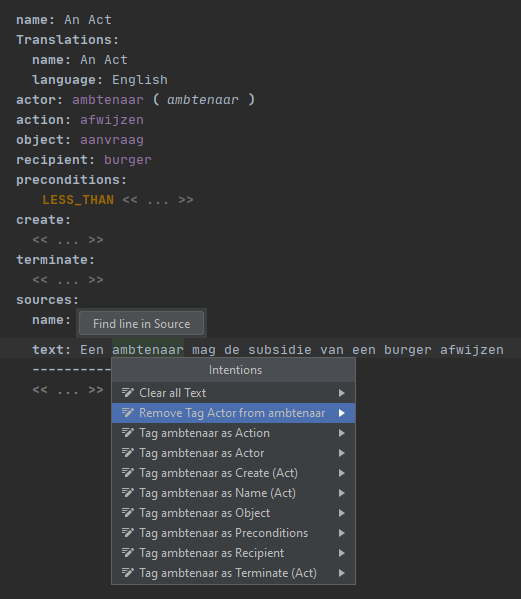 name: An Act
Translations:
name: An Act
language: English
actor: ambtenaar ( ambtenaar )
action: afwijzen
object: aanvraag
recipient: burger
preconditions:
LESS_THAN << ... >>
create:
<< ... >>
terminate:
<< ... >>
sources:
name: Find line in Source
text: Een ambtenaar mag de subsidie van een burger afwijzen
-----------
<< ... >>
Intentions
Clear all Text
Remove Tag Actor from ambtenaar
Tag ambtenaar as Action
Tag ambtenaar as Actor
Tag ambtenaar as Create (Act)
Tag ambtenaar as Name (Act)
Tag ambtenaar as Object
Tag ambtenaar as Preconditions
Tag ambtenaar as Recipient
Tag ambtenaar as Terminate (Act)